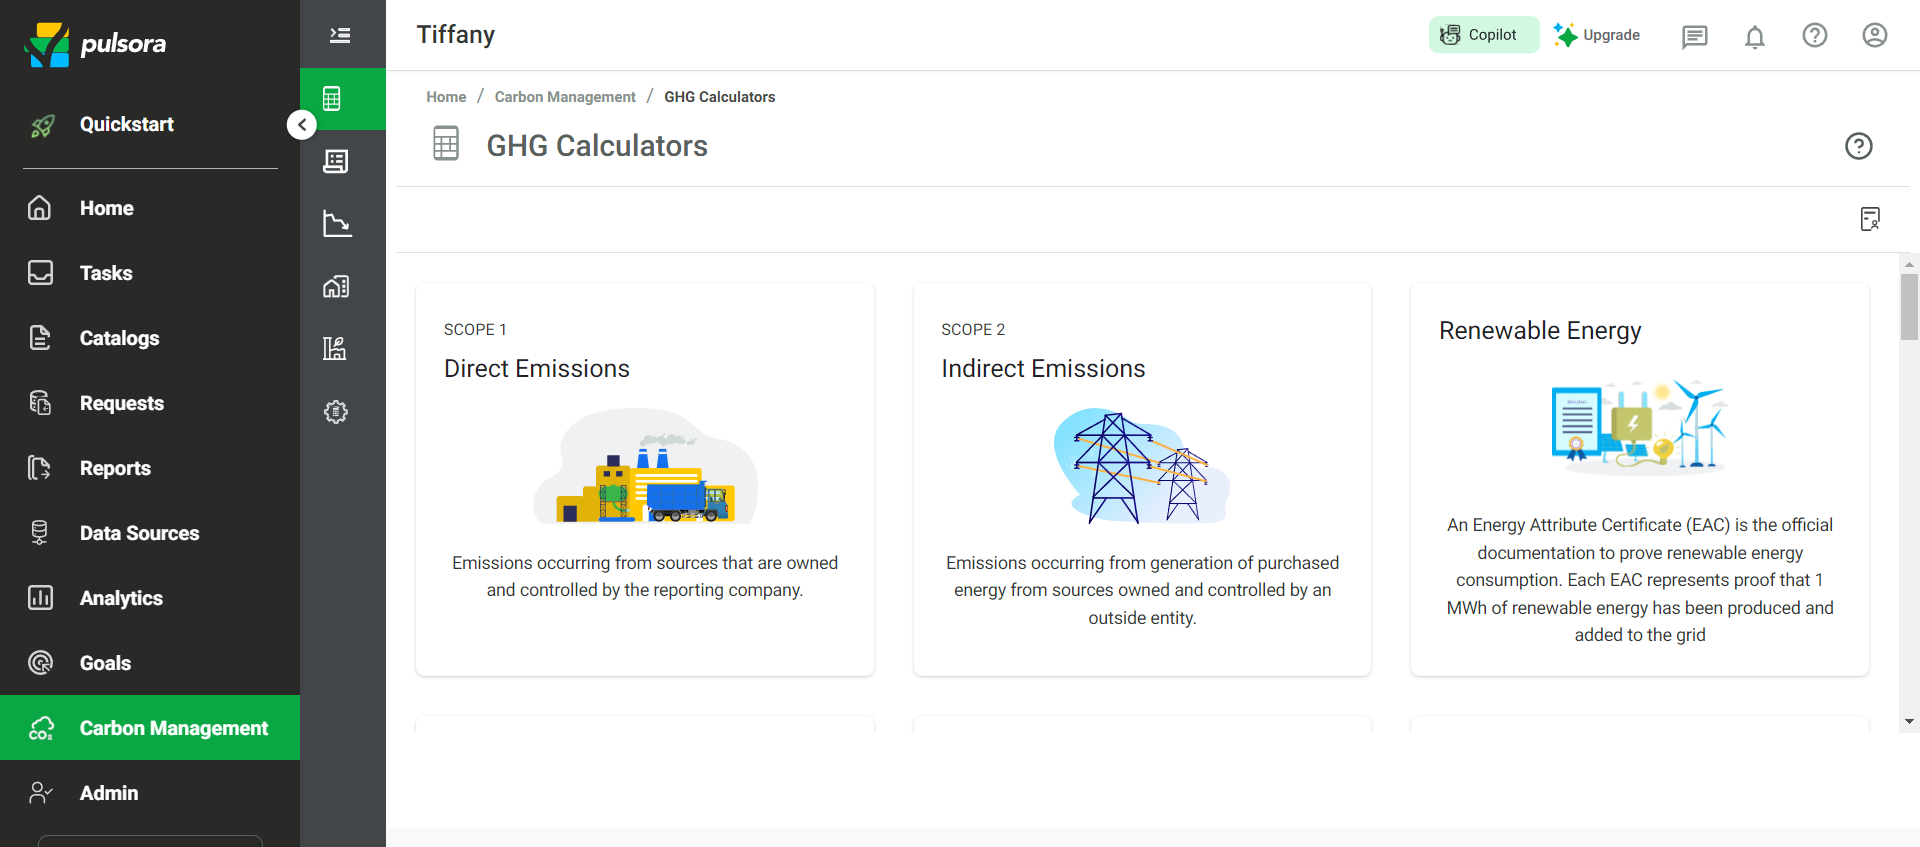 pulsora
Quickstart
Home
Tasks
Catalogs
Requests
Reports
Data Sources
Analytics
Goals
CO₂
Carbon Management
Admin
Tiffany
Copilot
Upgrade
Home / Carbon Management / GHG Calculators
GHG Calculators
SCOPE 1
Direct Emissions
Emissions occurring from sources that are owned
and controlled by the reporting company.
SCOPE 2
Indirect Emissions
Emissions occurring from generation of purchased
energy from sources owned and controlled by an
outside entity.
Renewable Energy
An Energy Attribute Certificate (EAC) is the official
documentation to prove renewable energy
consumption. Each EAC represents proof that 1
MWh of renewable energy has been produced and
added to the grid